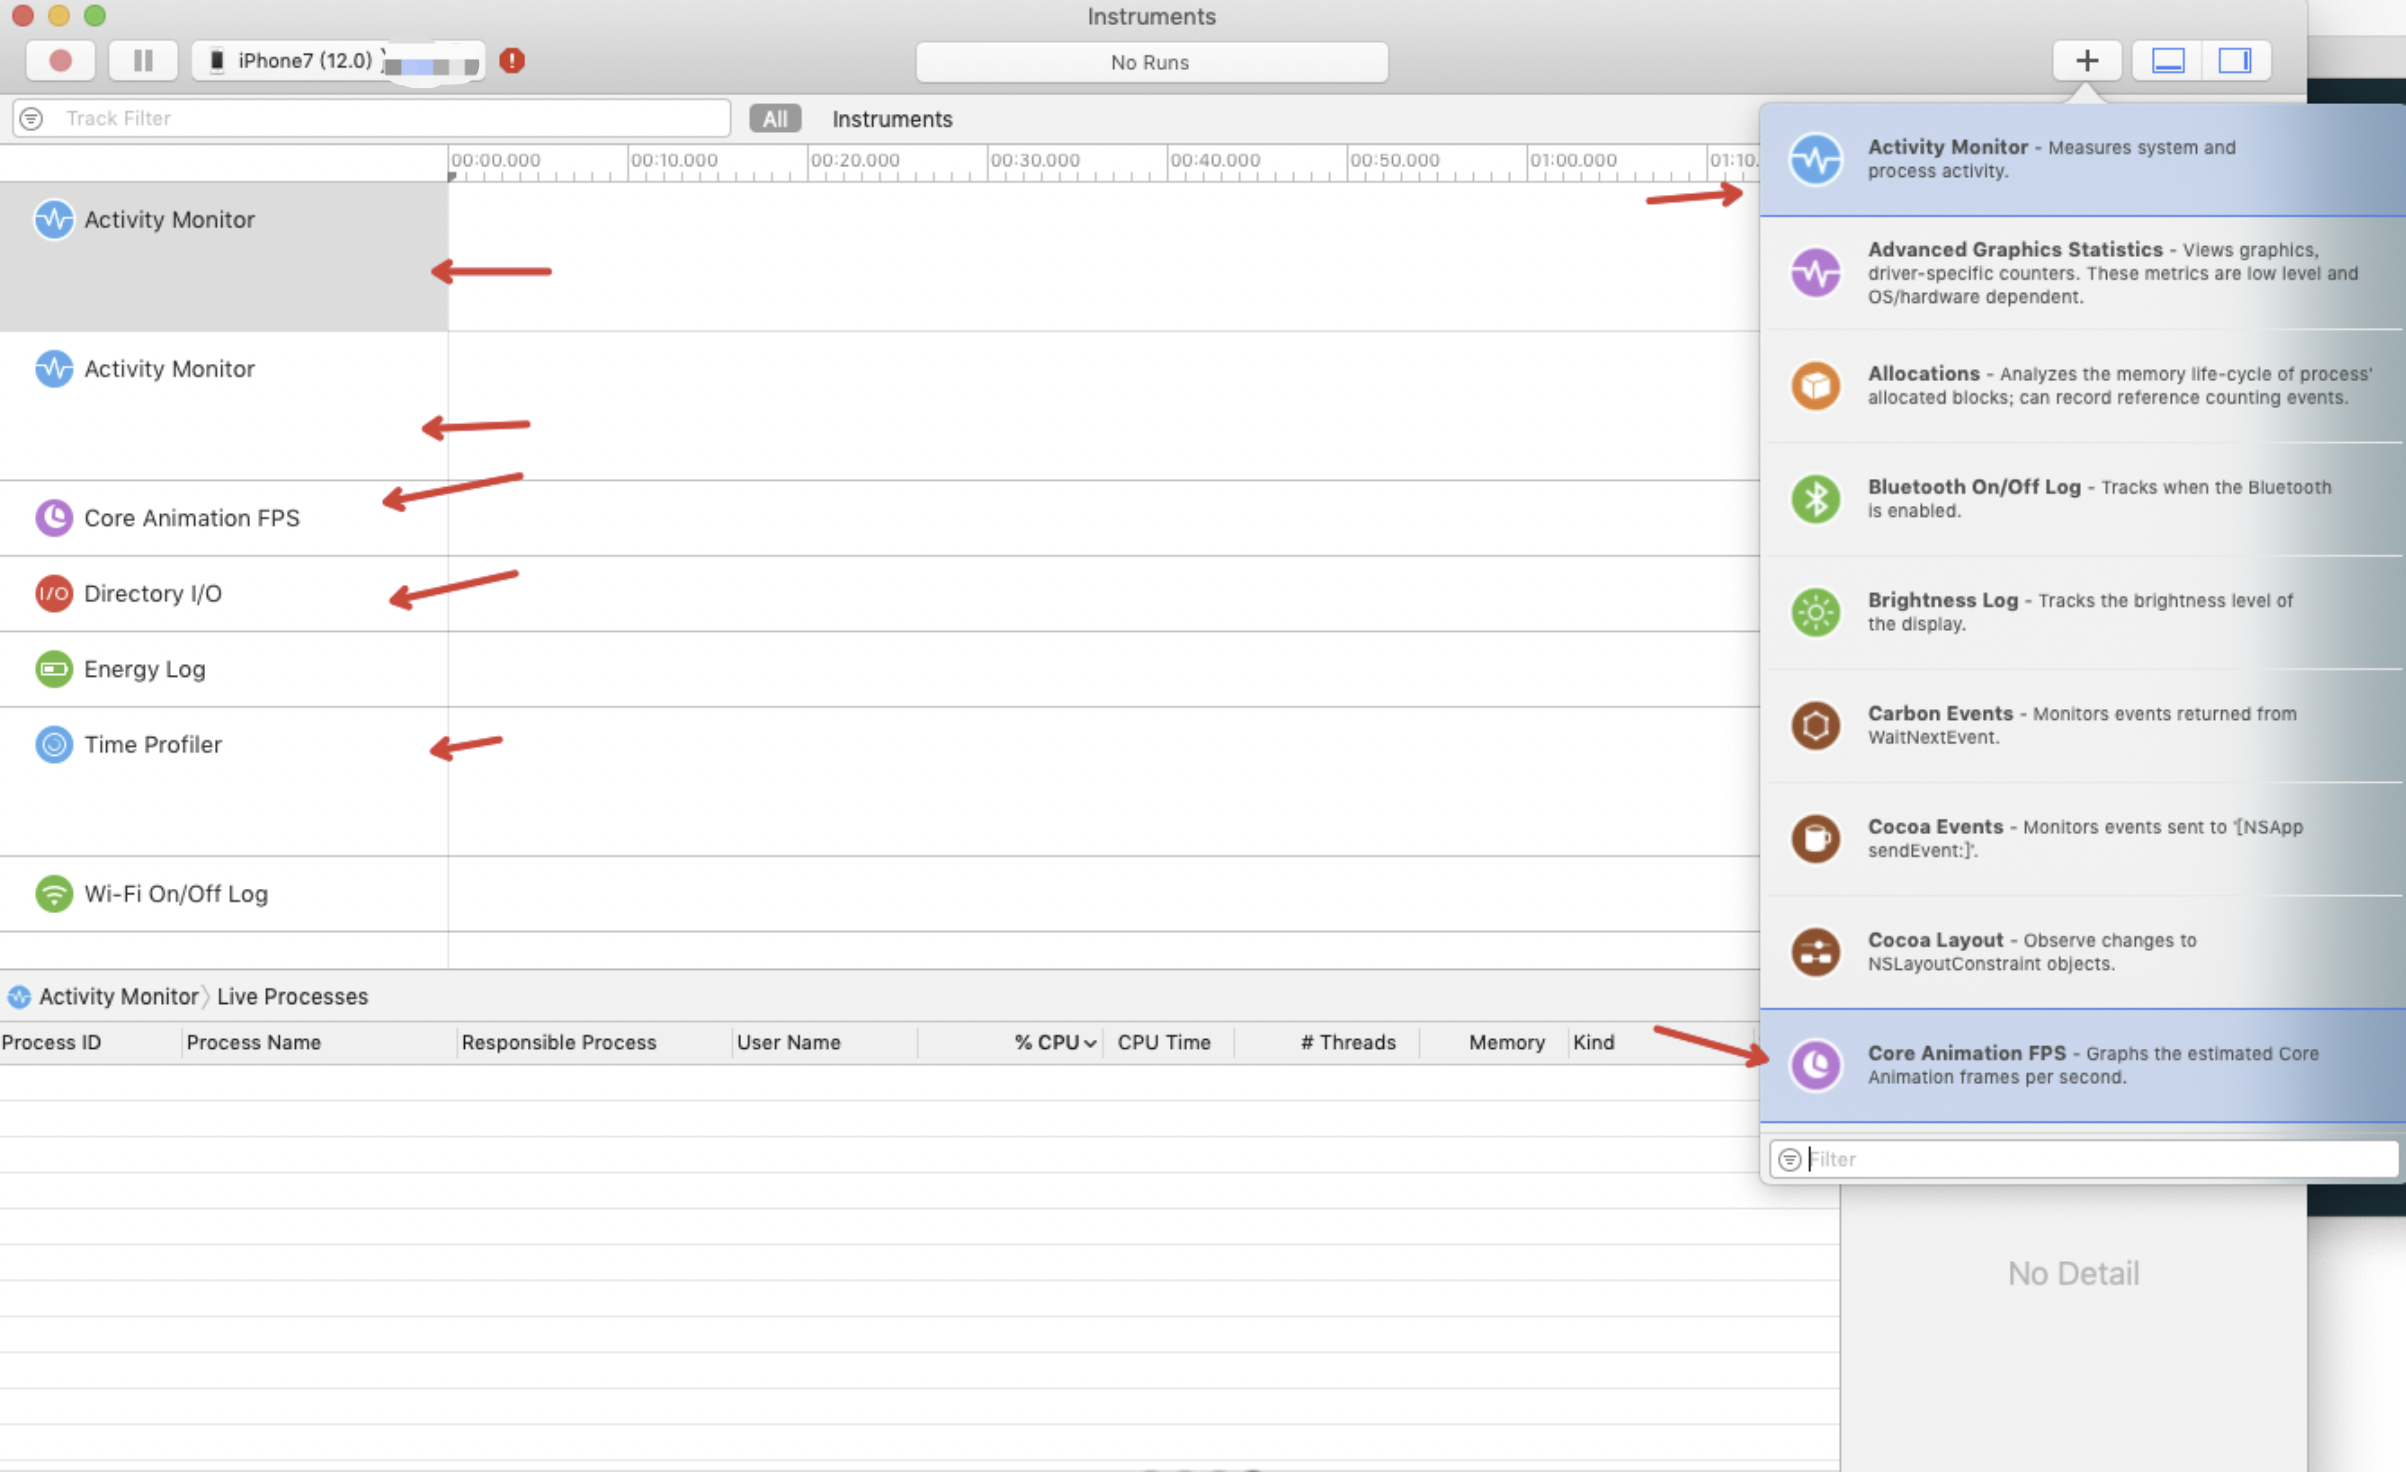 Instruments
iPhone7 (12.0)
No Runs
Track Filter
All Instruments
00:00.000 00:10.000 00:20.000 00:30.000 00:40.000 00:50.000 01:00.000 01:10.
Activity Monitor
Activity Monitor
Core Animation FPS
I/O Directory I/O
Energy Log
Time Profiler
Wi-Fi On/Off Log
Activity Monitor Live Processes
Process ID Process Name Responsible Process User Name % CPU CPU Time # Threads Memory Kind
Activity Monitor - Measures system and
process activity.
Advanced Graphics Statistics - Views graphics,
driver-specific counters. These metrics are low level and
OS/hardware dependent.
Allocations - Analyzes the memory life-cycle of process'
allocated blocks; can record reference counting events.
Bluetooth On/Off Log - Tracks when the Bluetooth
is enabled.
Brightness Log - Tracks the brightness level of
the display.
Carbon Events - Monitors events returned from
WaitNextEvent.
Cocoa Events - Monitors events sent to '[NSApp
sendEvent:]'.
Cocoa Layout - Observe changes to
NSLayoutConstraint objects.
Core Animation FPS - Graphs the estimated Core
Animation frames per second.
Filter
No Detail